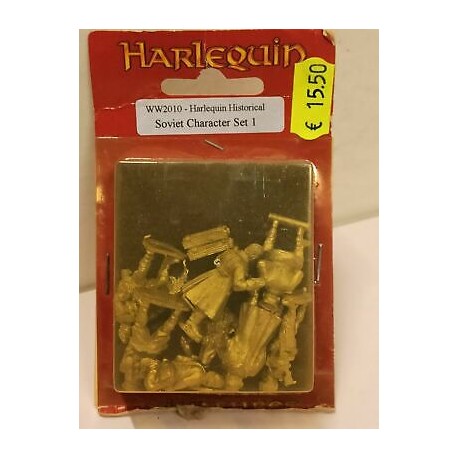 HARLEQUIN
€ 15.50
WW2010 - Harlequin Historical
Soviet Character Set 1